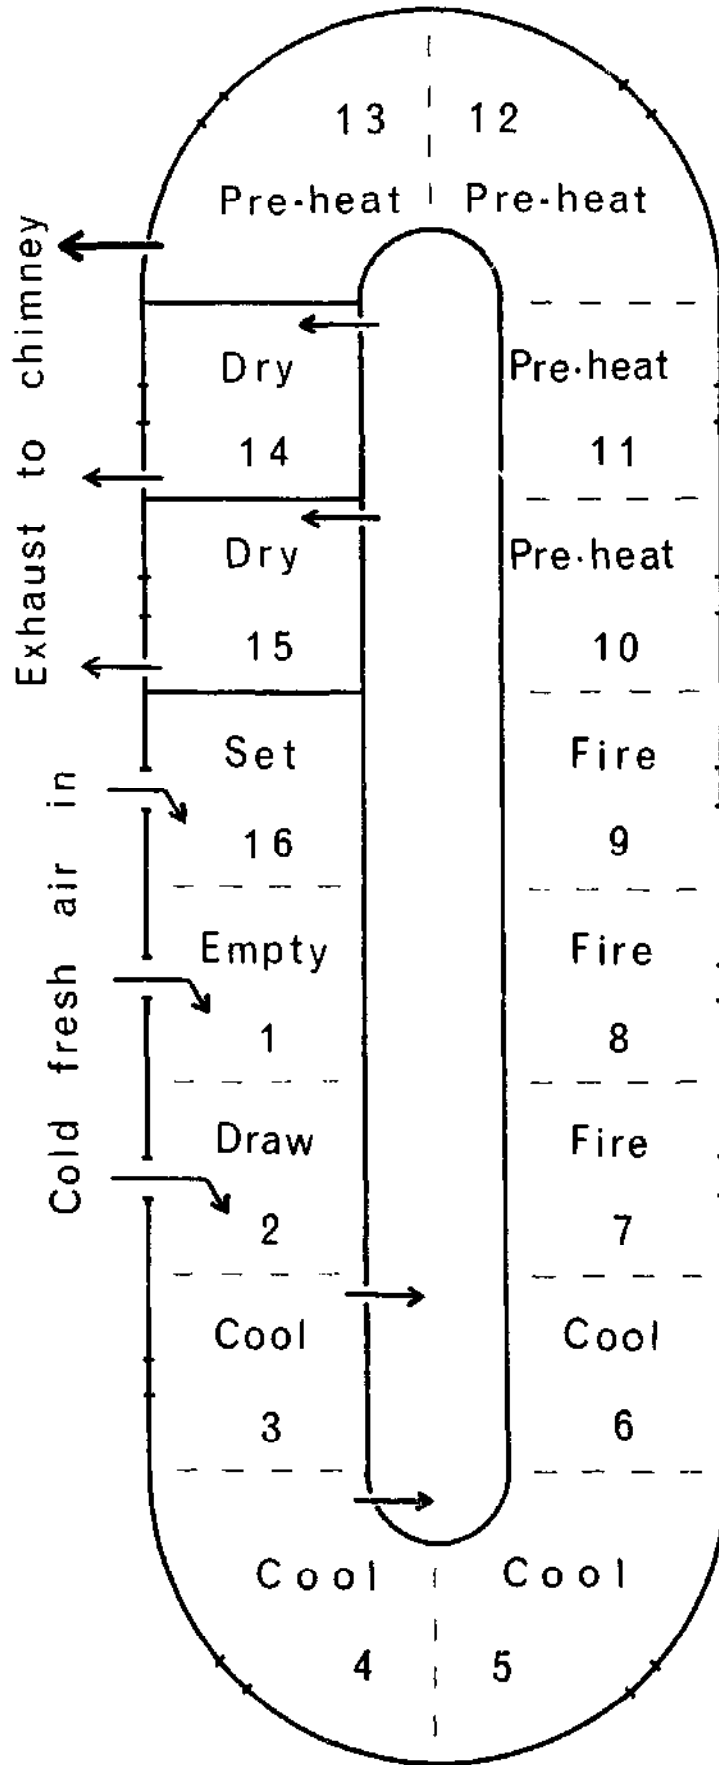 13 12
Pre-heat Pre-heat
Exhaust to chimney
Dry Pre-heat
14 11
Dry Pre-heat
15 10
Cold fresh air in
Set Fire
16 9
Empty Fire
1 8
Draw Fire
2 7
Cool Cool
3 6
Cool Cool
4 5